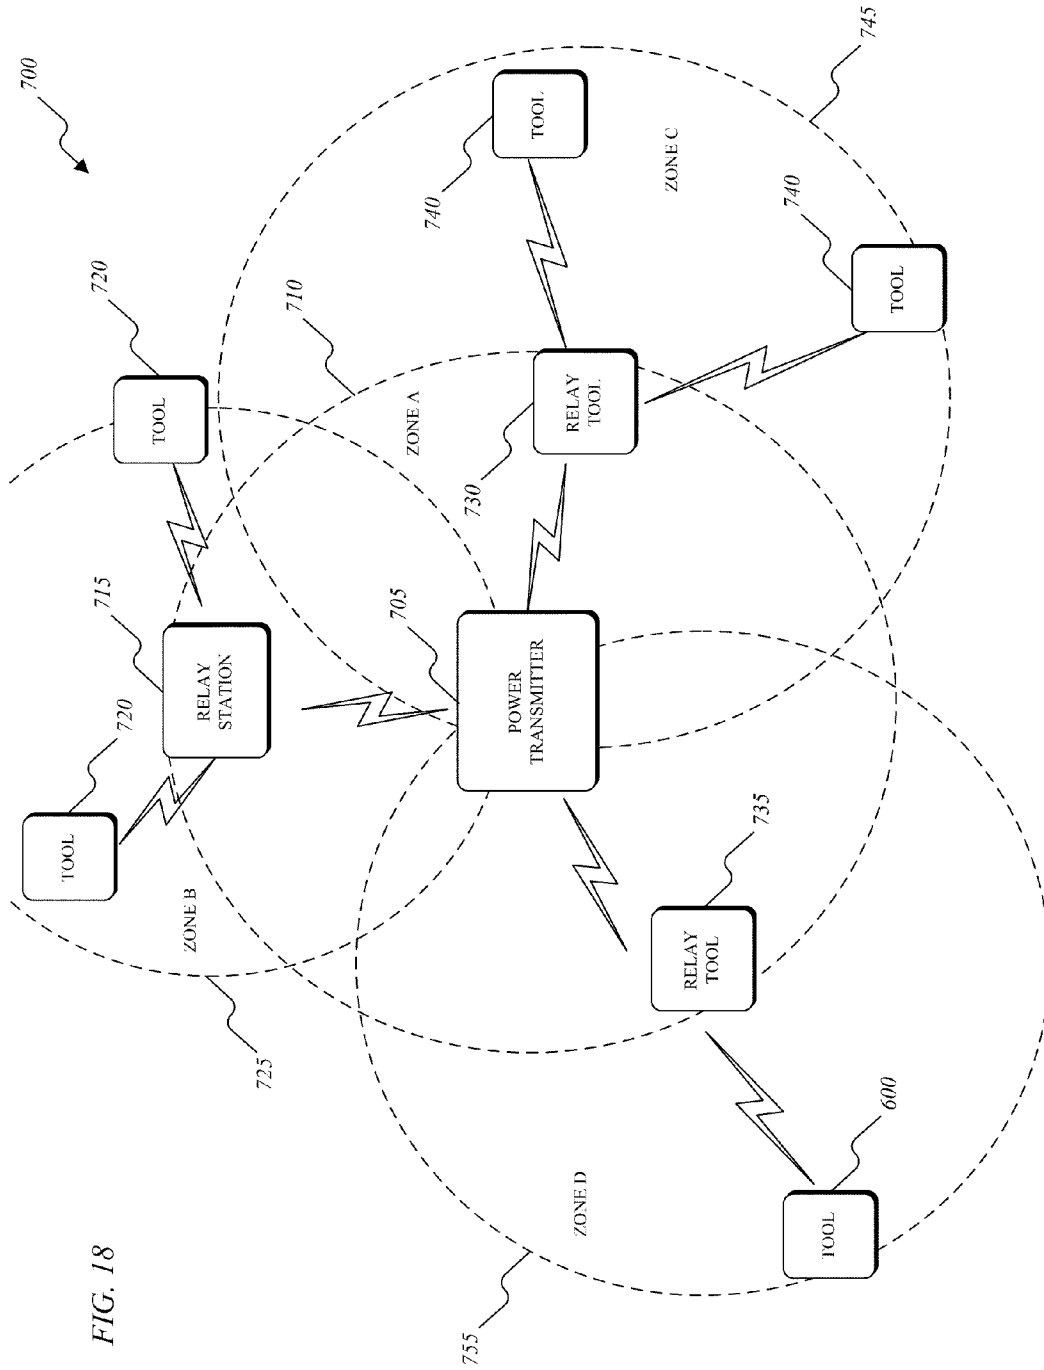 FIG. 18
700
745
720
TOOL
740
ZONE C
740
TOOL
710
720
TOOL
ZONE A
RELAY
TOOL
730
715
RELAY
STATION
705
POWER
TRANSMITTER
720
TOOL
ZONE B
725
735
RELAY
TOOL
600
TOOL
ZONE D
755